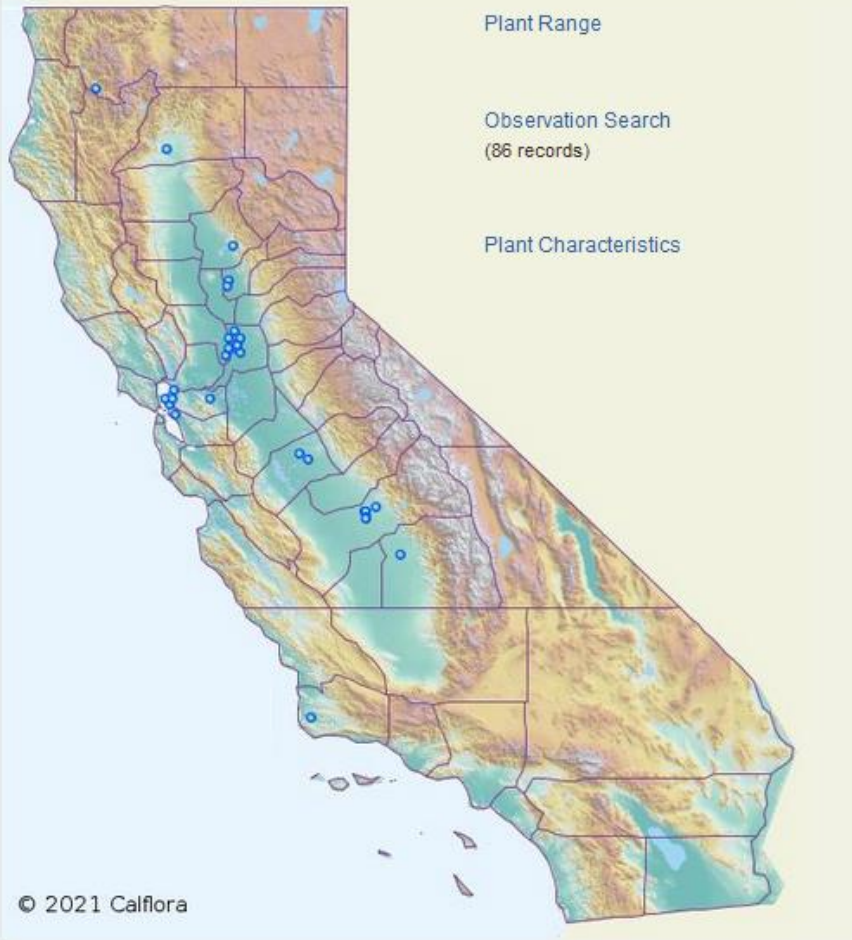 Plant Range
Observation Search
(86 records)
Plant Characteristics
© 2021 Calflora